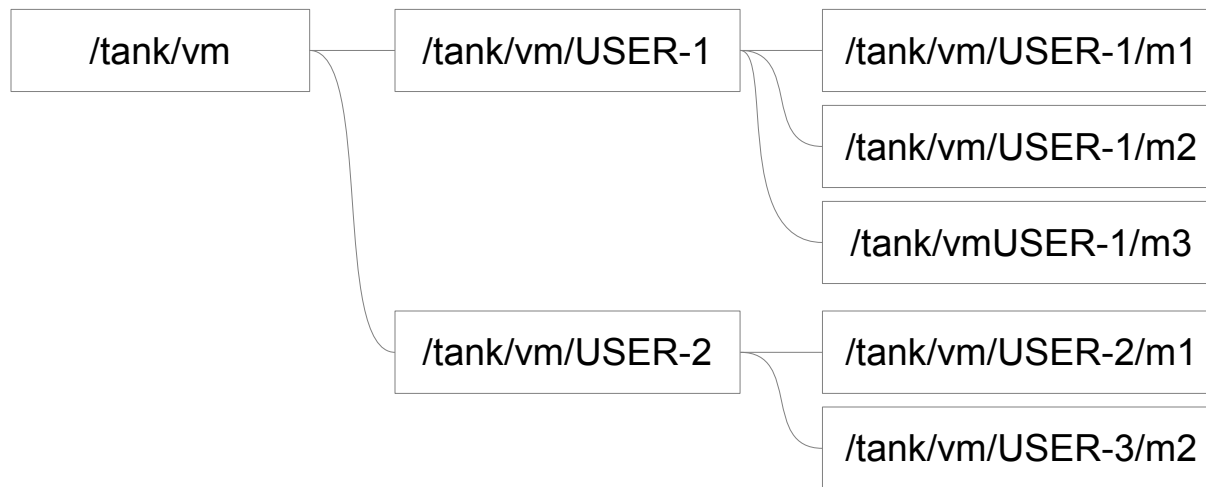 /tank/vm
/tank/vm/USER-1
/tank/vm/USER-1/m1
/tank/vm/USER-1/m2
/tank/vmUSER-1/m3
/tank/vm/USER-2
/tank/vm/USER-2/m1
/tank/vm/USER-3/m2